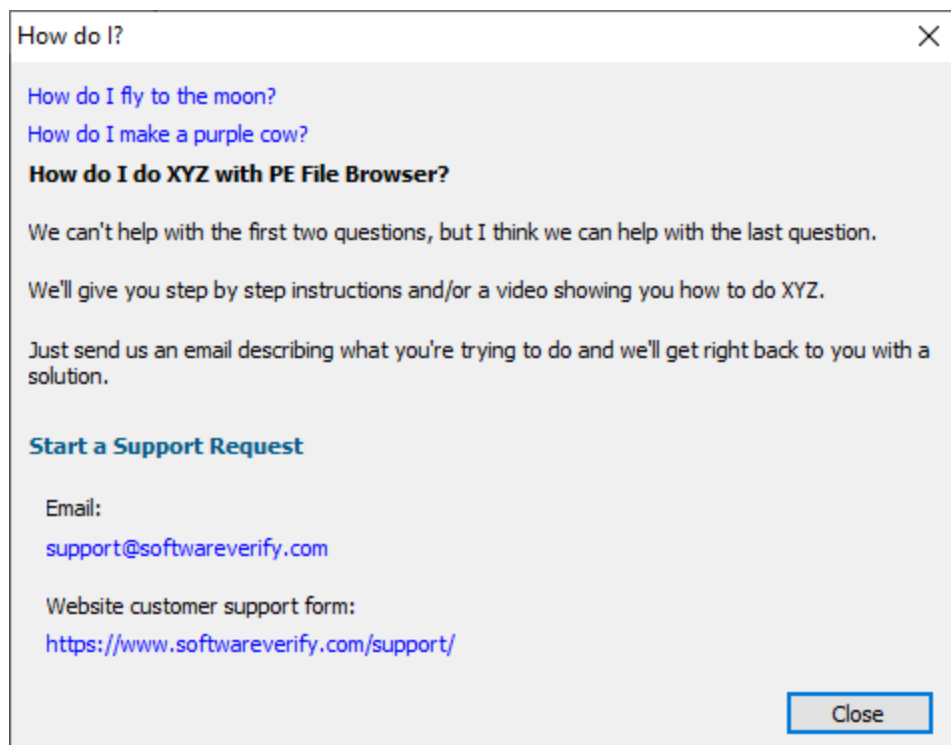 How do I?
How do I fly to the moon?
How do I make a purple cow?
How do I do XYZ with PE File Browser?
We can't help with the first two questions, but I think we can help with the last question.
We'll give you step by step instructions and/or a video showing you how to do XYZ.
Just send us an email describing what you're trying to do and we'll get right back to you with a
solution.
Start a Support Request
Email:
support@softwareverify.com
Website customer support form:
https://www.softwareverify.com/support/
Close